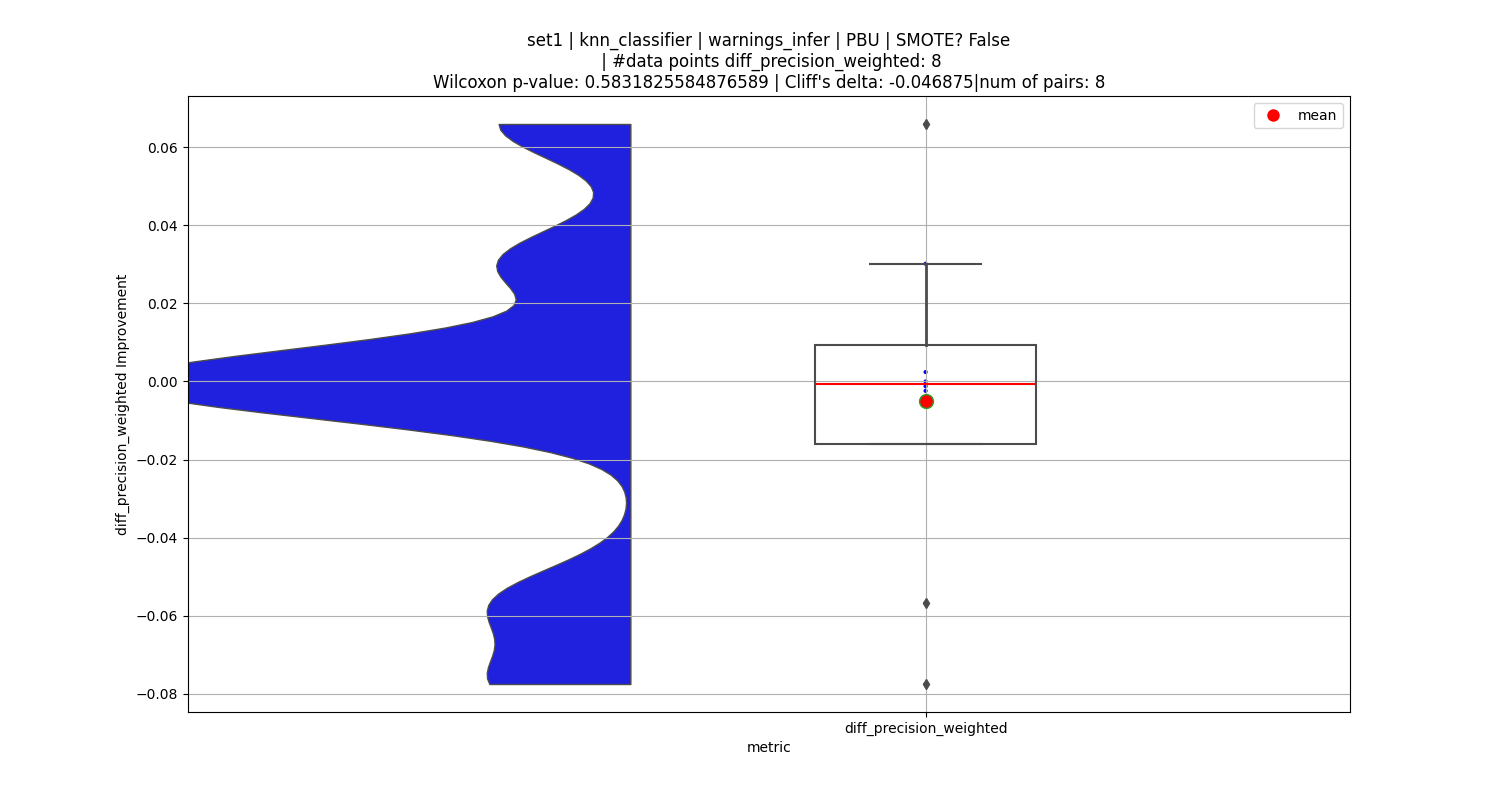 set1 | knn_classifier | warnings_infer | PBU | SMOTE? False
| #data points diff_precision_weighted: 8
Wilcoxon p-value: 0.5831825584876589 | Cliff's delta: -0.046875|num of pairs: 8
mean
0.06
0.04
0.02
0.00
−0.02
−0.04
−0.06
−0.08
diff_precision_weighted Improvement
diff_precision_weighted
metric